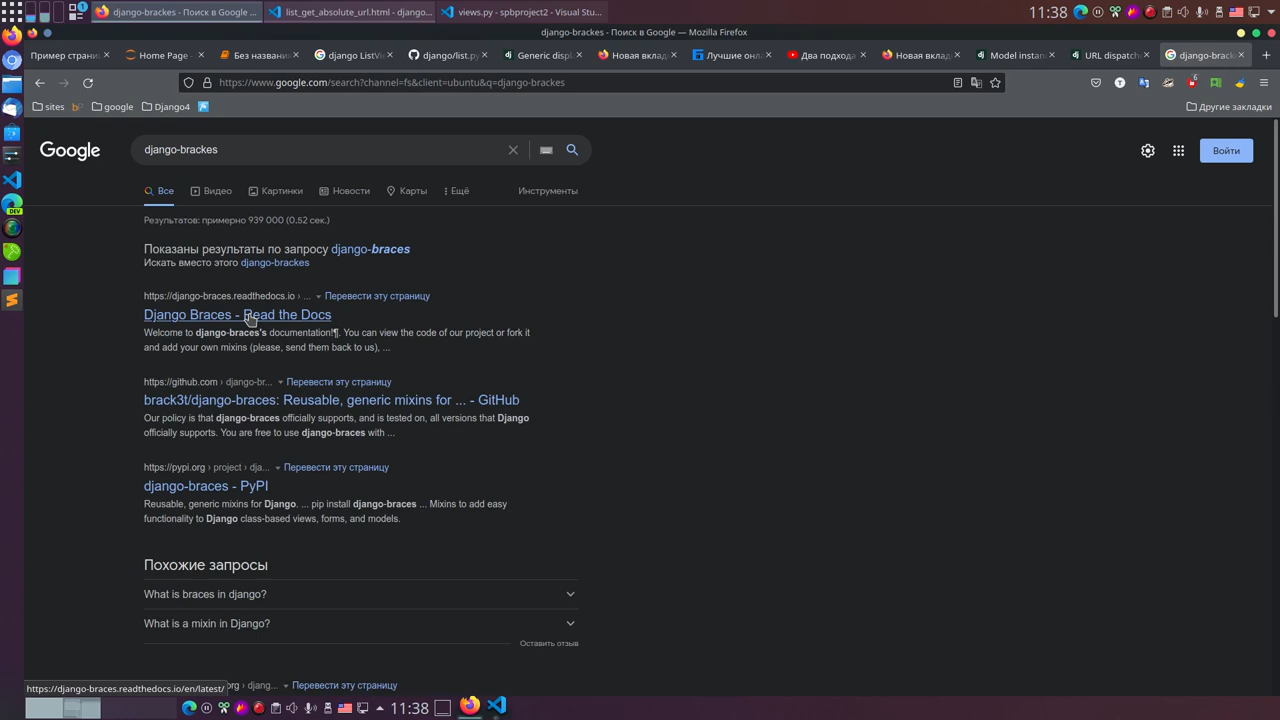 django-brackes - Поиск в Google ...
list_get_absolute_url.html - django...
views.py - spbproject2 - Visual Stu...
11:38
django-brackes - Поиск в Google — Mozilla Firefox
Пример страни
Home Page
Без названи
django ListVi
django/list.py
Generic disple
Новая вклад
Лучшие онл
Два подхода
Новая вклад
Model instan
URL dispatch
django-brack
https://www.google.com/search?channel=fs&client=ubuntu&q=django-brackes
sites
google
Django4
Другие закладки
Google
django-brackes
Войти
Все
Видео
Картинки
Новости
Карты
Ещё
Инструменты
Результатов: примерно 939 000 (0,52 сек.)
Показаны результаты по запросу django-braces
Искать вместо этого django-brackes
https://django-braces.readthedocs.io › ... Перевести эту страницу
Django Braces - Read the Docs
Welcome to django-braces's documentation!¶. You can view the code of our project or fork it
and add your own mixins (please, send them back to us), ...
https://github.com › django-br... Перевести эту страницу
brack3t/django-braces: Reusable, generic mixins for ... - GitHub
Our policy is that django-braces officially supports, and is tested on, all versions that Django
officially supports. You are free to use django-braces with ...
https://pypi.org › project › dja... Перевести эту страницу
django-braces - PyPI
Reusable, generic mixins for Django. ... pip install django-braces ... Mixins to add easy
functionality to Django class-based views, forms, and models.
Похожие запросы
What is braces in django?
What is a mixin in Django?
Оставить отзыв
org › djang... Перевести эту страницу
https://django-braces.readthedocs.io/en/latest/
11:38